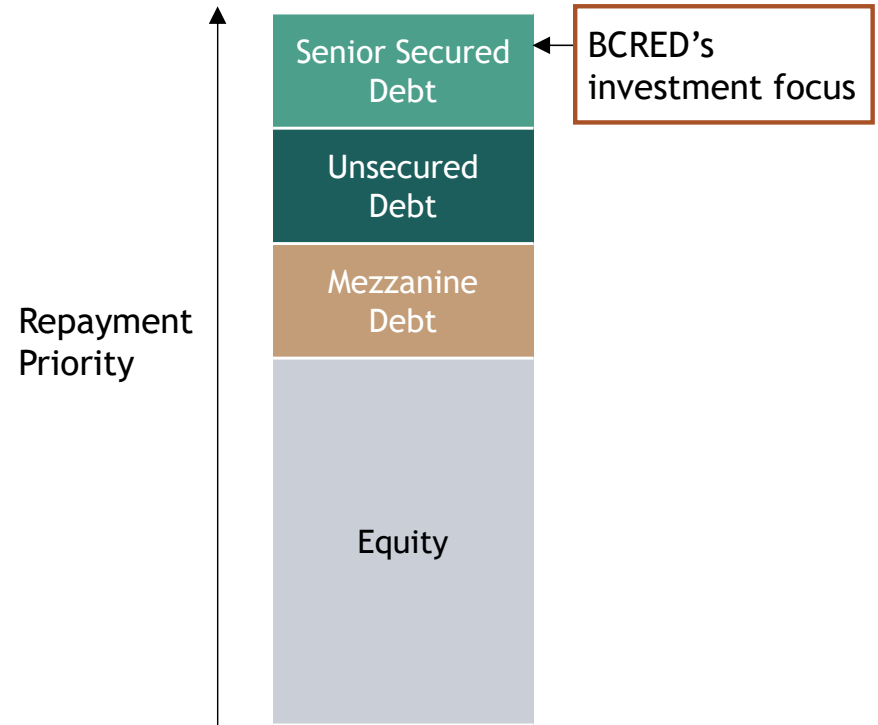 Senior Secured
Debt
BCRED’s
investment focus
Unsecured
Debt
Mezzanine
Debt
Repayment
Priority
Equity